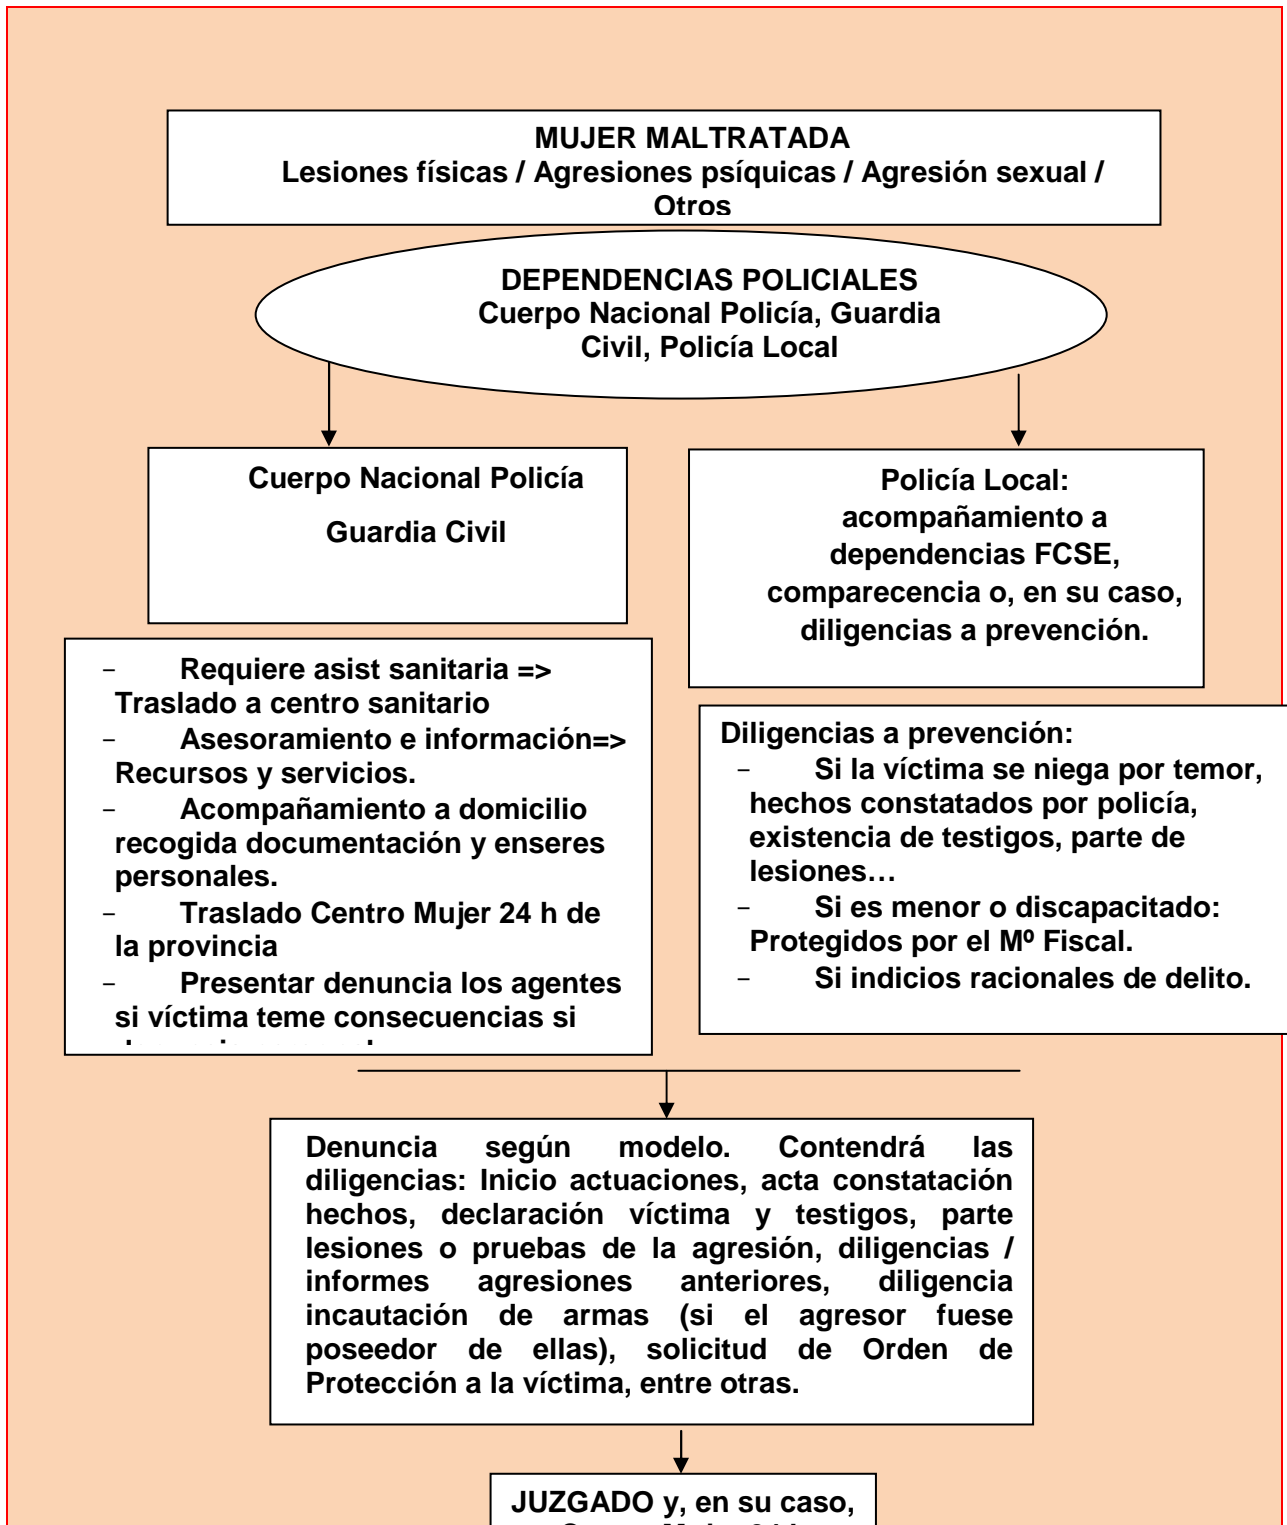 MUJER MALTRATADA
Lesiones físicas / Agresiones psíquicas / Agresión sexual /
Otros
DEPENDENCIAS POLICIALES
Cuerpo Nacional Policía, Guardia
Civil, Policía Local
Cuerpo Nacional Policía
Guardia Civil
Policía Local:
acompañamiento a
dependencias FCSE,
comparecencia o, en su caso,
diligencias a prevención.
- Requiere asist sanitaria =>
Traslado a centro sanitario
- Asesoramiento e información=>
Recursos y servicios.
- Acompañamiento a domicilio
recogida documentación y enseres
personales.
- Traslado Centro Mujer 24 h de
la provincia
- Presentar denuncia los agentes
si víctima teme consecuencias si
Diligencias a prevención:
- Si la víctima se niega por temor,
hechos constatados por policía,
existencia de testigos, parte de
lesiones…
- Si es menor o discapacitado:
Protegidos por el Mº Fiscal.
- Si indicios racionales de delito.
Denuncia según modelo. Contendrá las
diligencias: Inicio actuaciones, acta constatación
hechos, declaración víctima y testigos, parte
lesiones o pruebas de la agresión, diligencias /
informes agresiones anteriores, diligencia
incautación de armas (si el agresor fuese
poseedor de ellas), solicitud de Orden de
Protección a la víctima, entre otras.
JUZGADO y, en su caso,